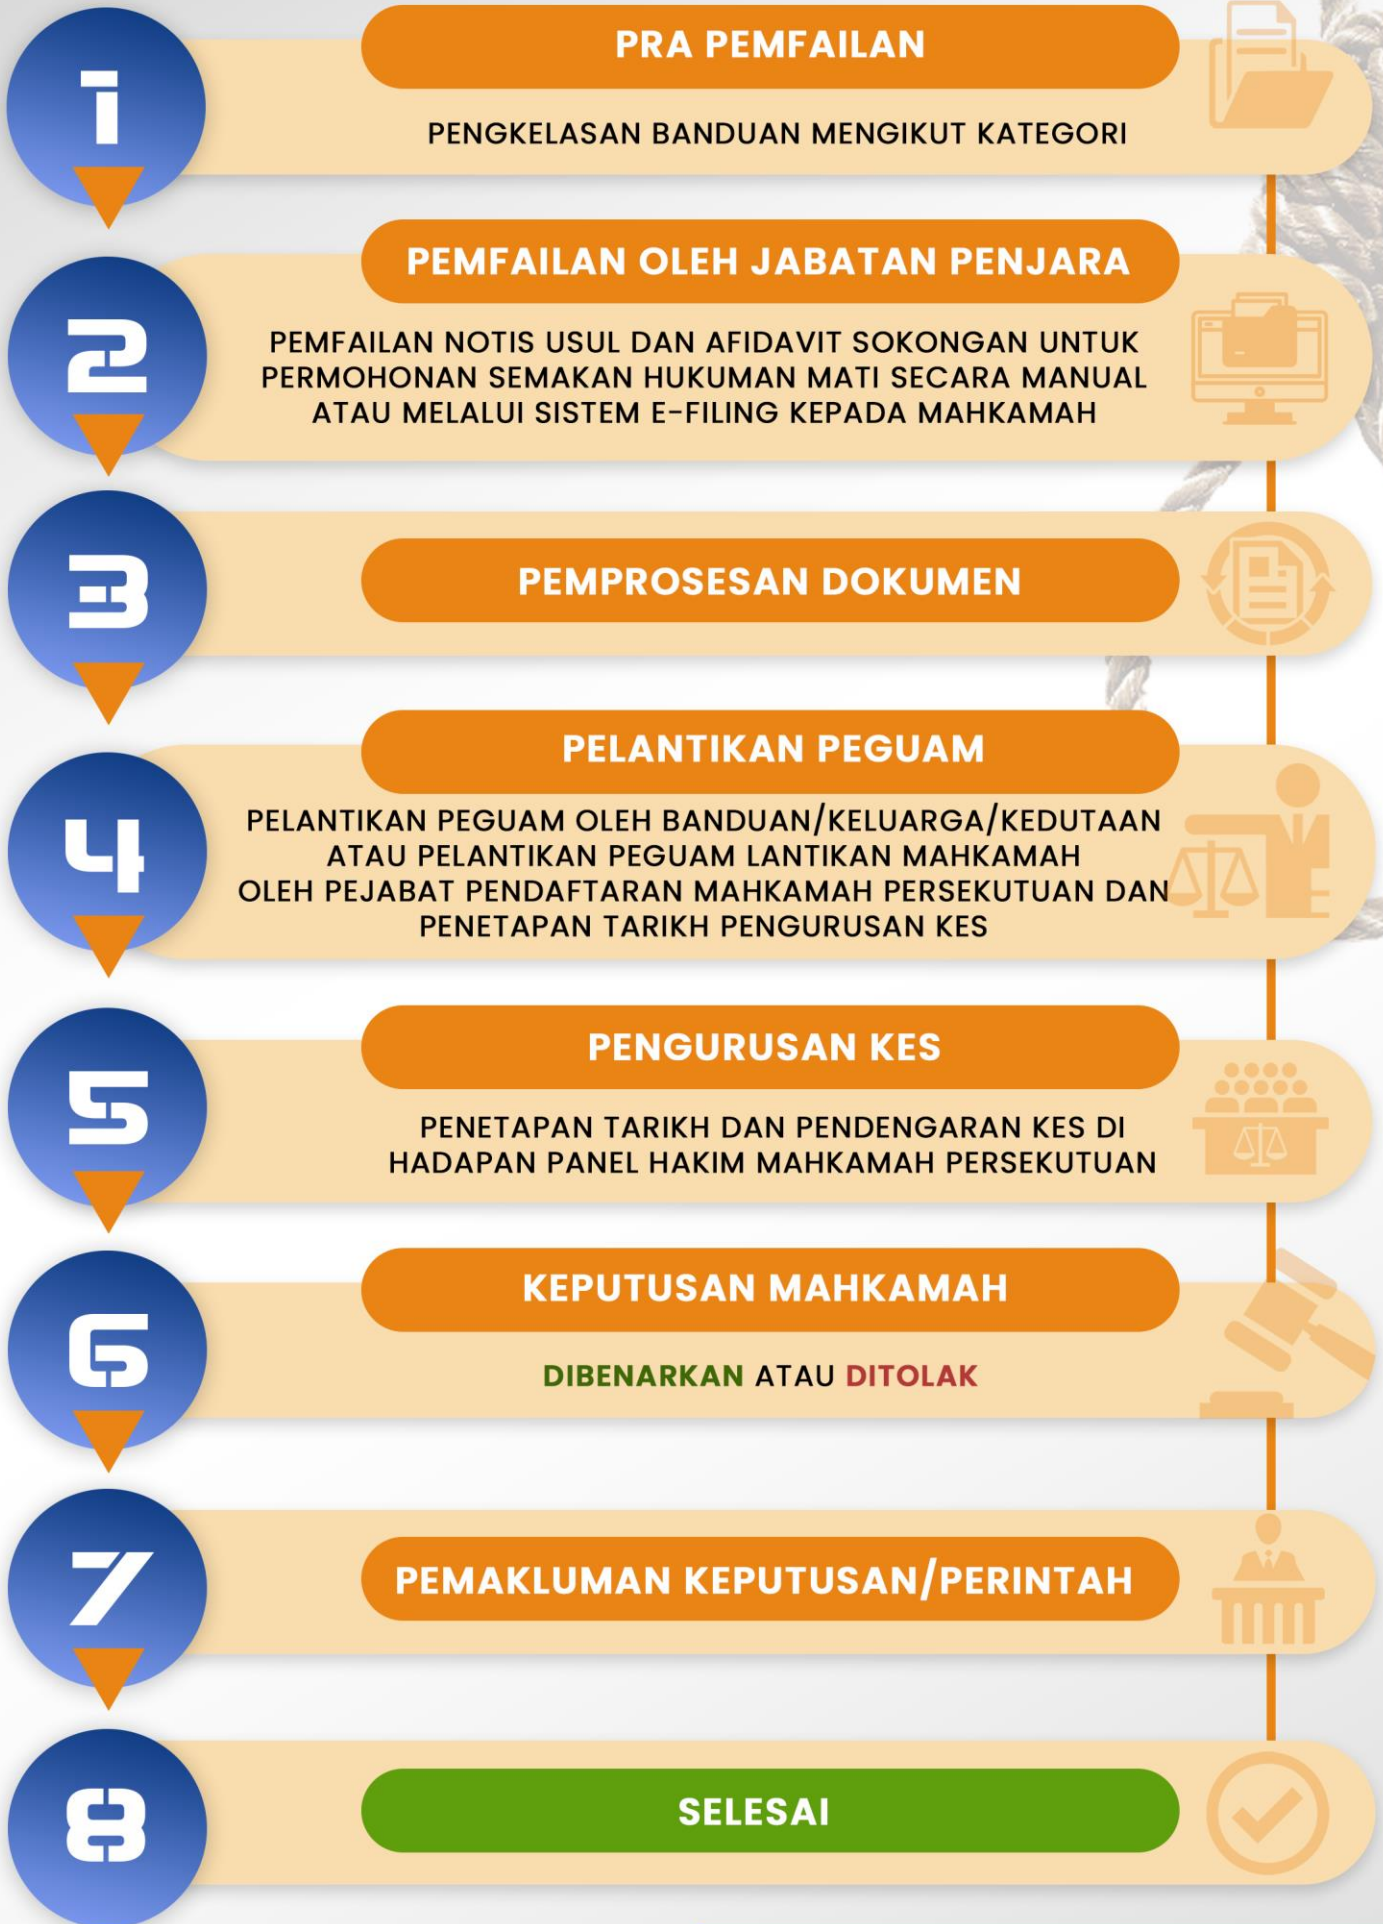 1
PRA PEMFAILAN
PENGKELASAN BANDUAN MENGIKUT KATEGORI
2
PEMFAILAN OLEH JABATAN PENJARA
PEMFAILAN NOTIS USUL DAN AFIDAVIT SOKONGAN UNTUK
PERMOHONAN SEMAKAN HUKUMAN MATI SECARA MANUAL
ATAU MELALUI SISTEM E-FILING KEPADA MAHKAMAH
3
PEMPROSESAN DOKUMEN
4
PELANTIKAN PEGUAM
PELANTIKAN PEGUAM OLEH BANDUAN/KELUARGA/KEDUTAAN
ATAU PELANTIKAN PEGUAM LANTIKAN MAHKAMAH
OLEH PEJABAT PENDAFTARAN MAHKAMAH PERSEKUTUAN DAN
PENETAPAN TARIKH PENGURUSAN KES
5
PENGURUSAN KES
PENETAPAN TARIKH DAN PENDENGARAN KES DI
HADAPAN PANEL HAKIM MAHKAMAH PERSEKUTUAN
6
KEPUTUSAN MAHKAMAH
DIBENARKAN ATAU DITOLAK
7
PEMAKLUMAN KEPUTUSAN/PERINTAH
8
SELESAI